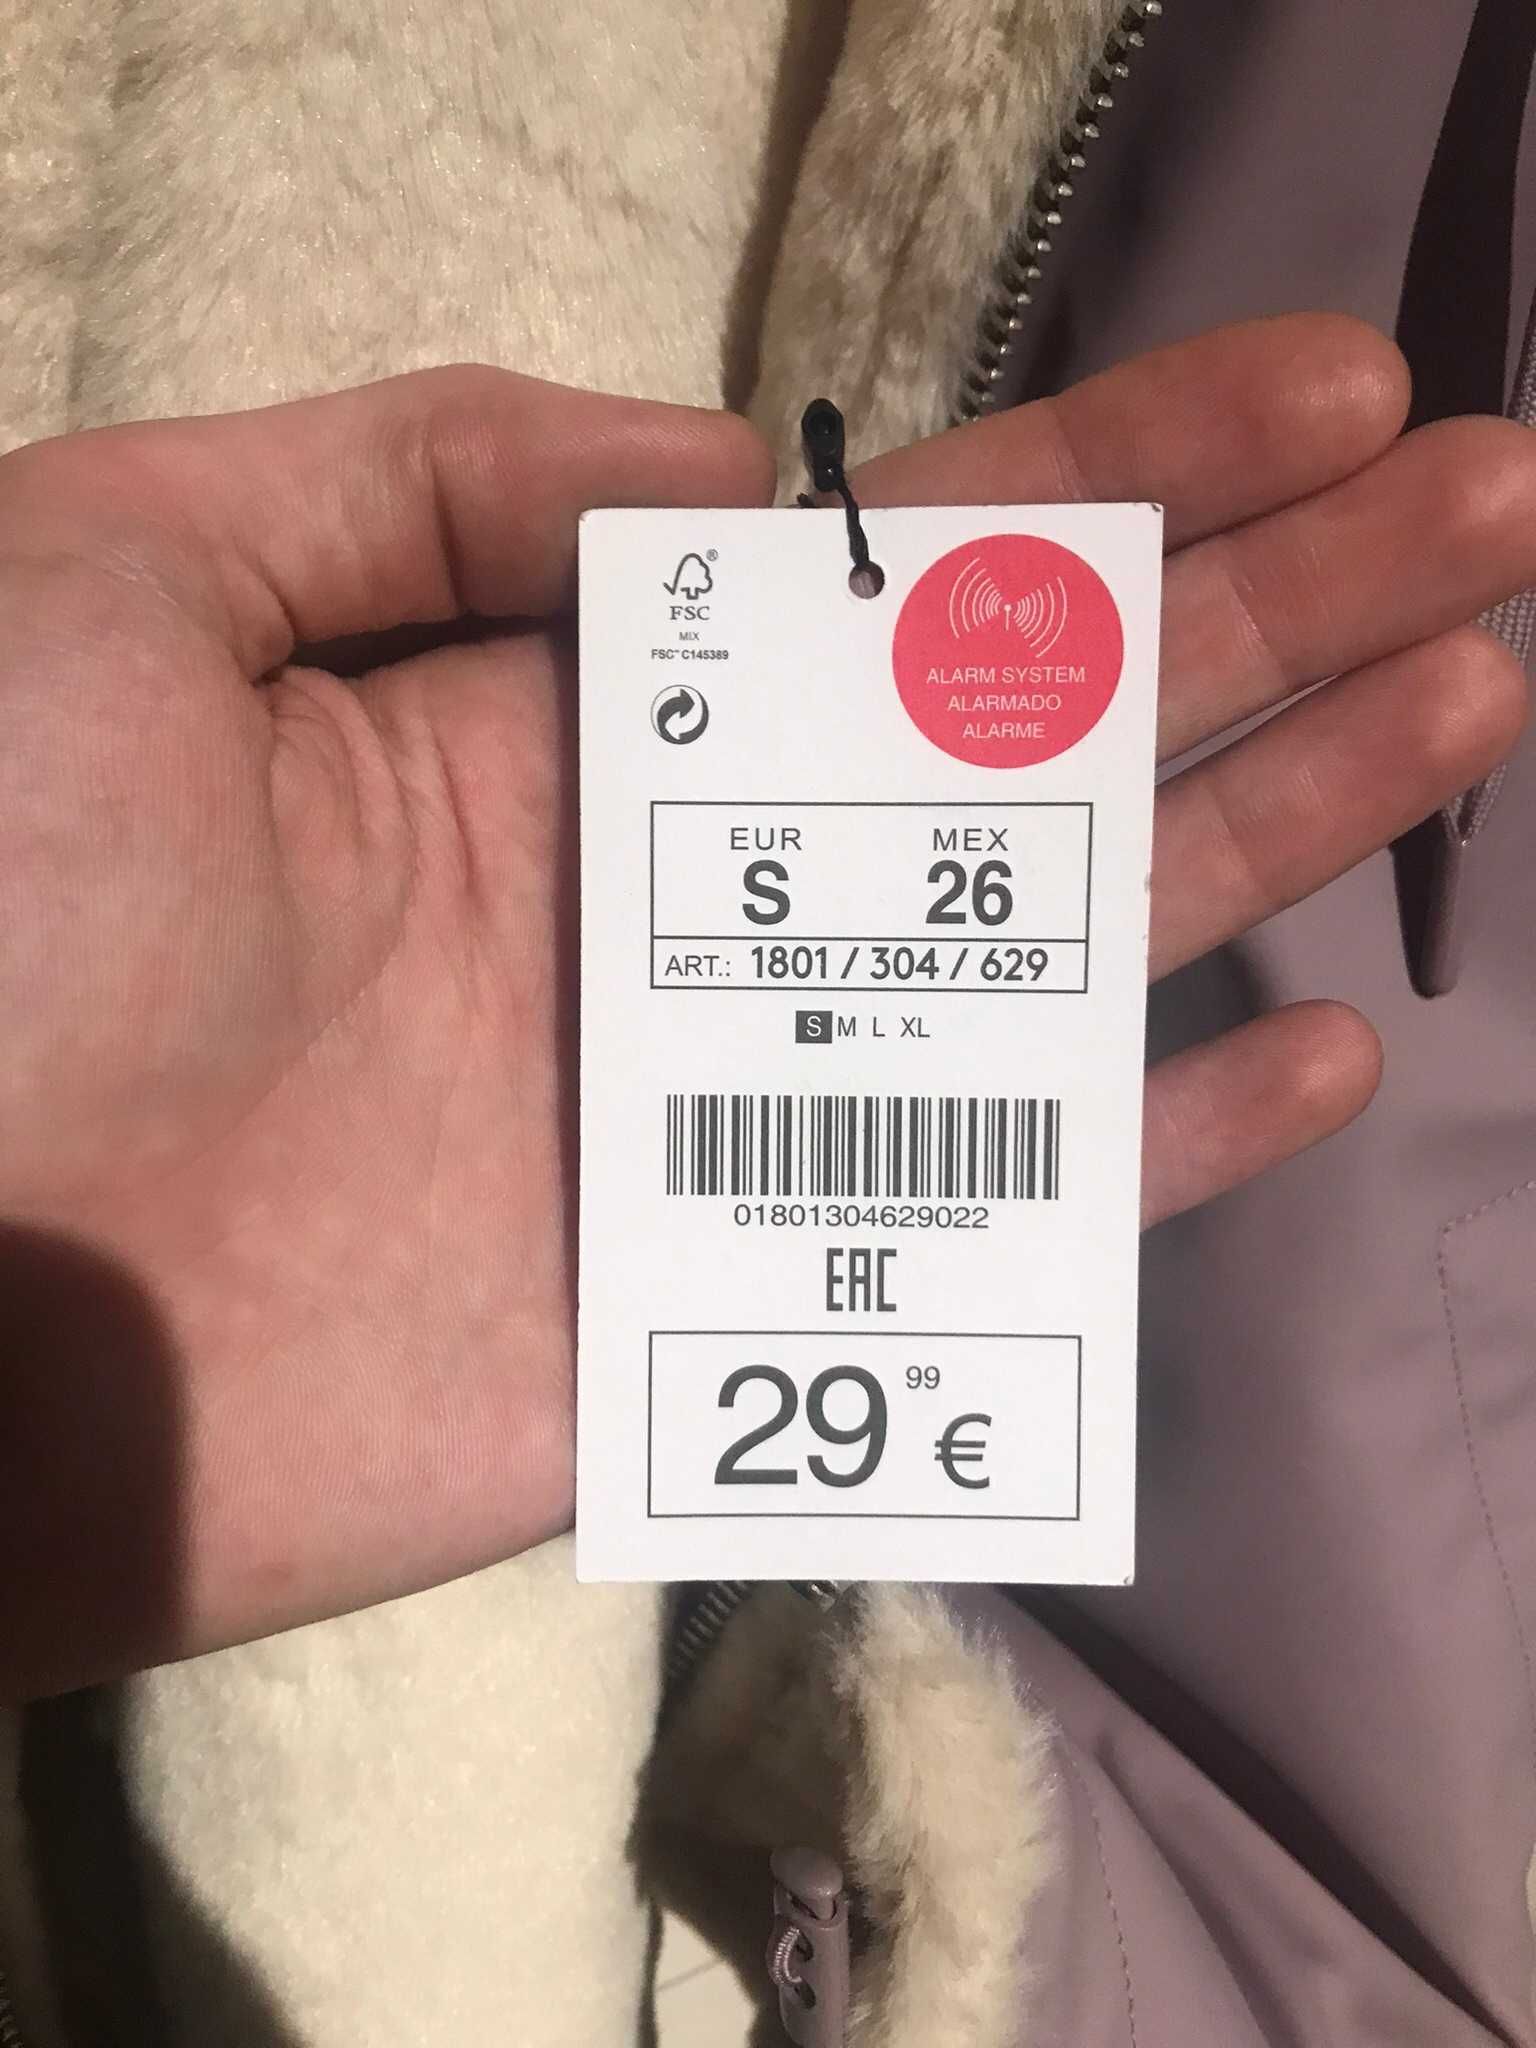 FSC®
MIX
FSC™ C145389
ALARM SYSTEM
ALARMADO
ALARME
EUR MEX
S 26
ART.: 1801 / 304 / 629
S M L XL
01801304629022
EAC
29 99 €